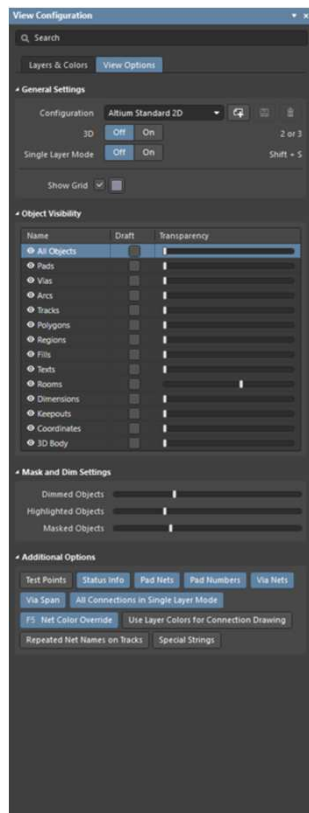 View Configuration
Search
Layers & Colors View Options
General Settings
Configuration Altium Standard 2D
3D Off On 2 or 3
Single Layer Mode Off On Shift + S
Show Grid
Object Visibility
Name Draft Transparency
All Objects
Pads
Vias
Arcs
Tracks
Polygons
Regions
Fills
Texts
Rooms
Dimensions
Keepouts
Coordinates
3D Body
Mask and Dim Settings
Dimmed Objects
Highlighted Objects
Masked Objects
Additional Options
Test Points Status Info Pad Nets Pad Numbers Via Nets
Via Span All Connections in Single Layer Mode
F5 Net Color Override Use Layer Colors for Connection Drawing
Repeated Net Names on Tracks Special Strings